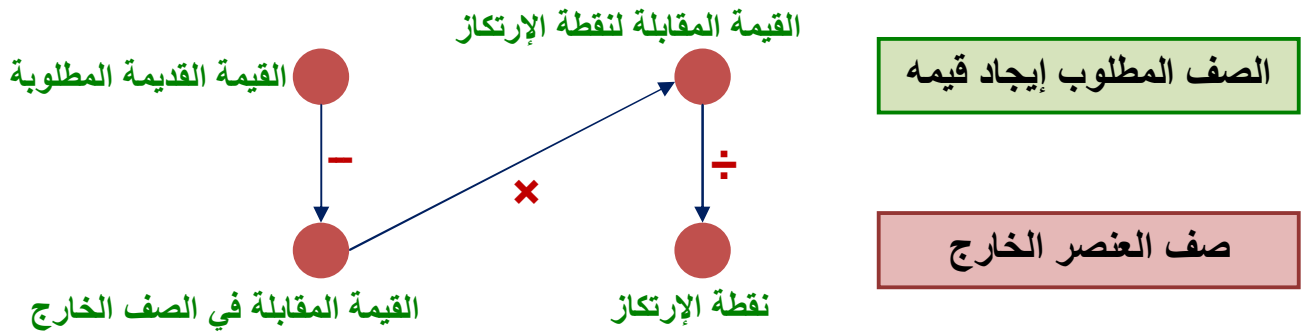 القيمة المقابلة لنقطة الإرتكاز
الصف المطلوب إيجاد قيمه
القيمة القديمة المطلوبة
−
÷
×
صف العنصر الخارج
القيمة المقابلة في الصف الخارج
نقطة الإرتكاز